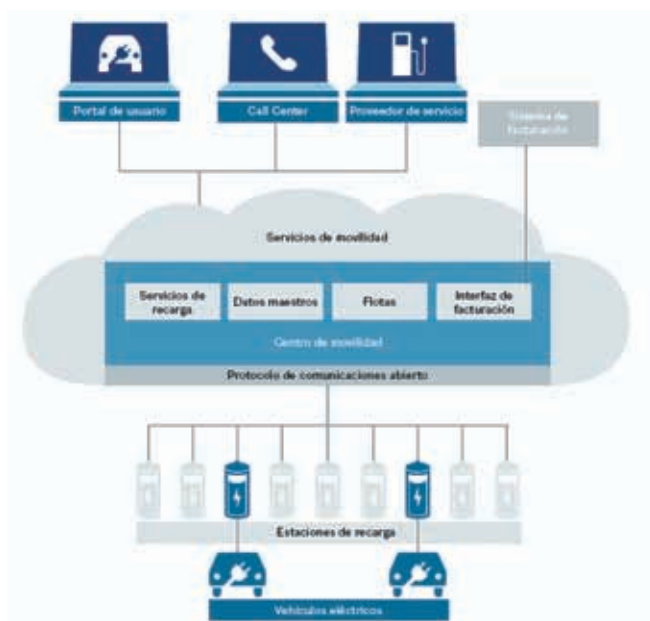 Portal de usuario
Call Center
Proveedor de servicio
Sistema de
facturación
Servicios de movilidad
Servicios de
recarga
Datos maestros
Flotas
Interfaz de
facturación
Centro de movilidad
Protocolo de comunicaciones abierto
Estaciones de recarga
Vehículos eléctricos